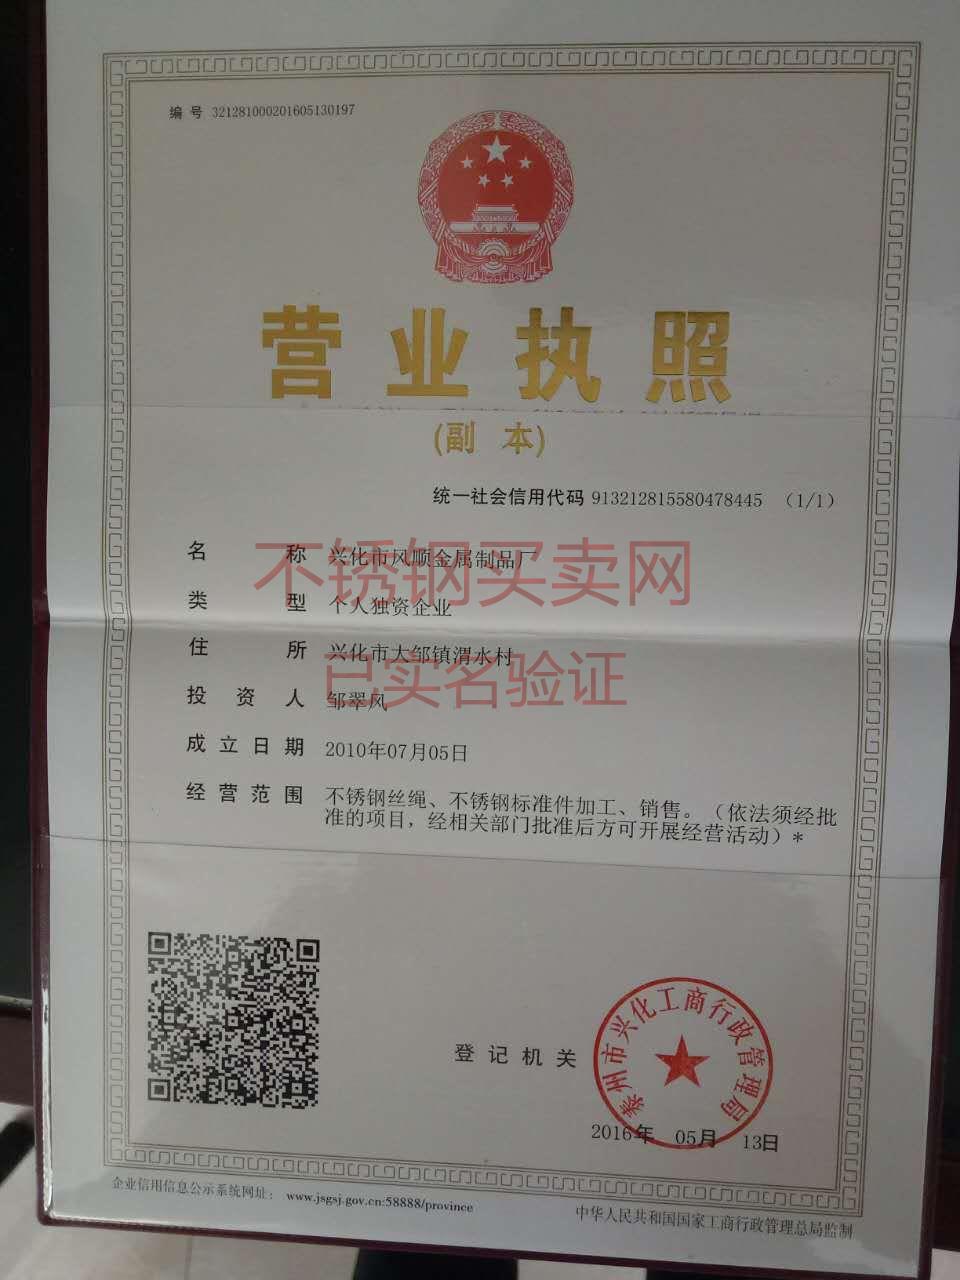 编 号 321281000201605130197
营业执照
(副 本)
统一社会信用代码 913212815580478445 （1/1）
名 称 兴化市风顺金属制品厂
不锈钢买卖网
类 型 个人独资企业
住 所 兴化市大邹镇渭水村
已实名验证
投 资 人 邹翠风
成 立 日 期 2010年07月05日
经 营 范 围 不锈钢丝绳、不锈钢标准件加工、销售。（依法须经批
准的项目，经相关部门批准后方可开展经营活动）*
登 记 机 关
泰州市兴化工商行政管理局
2016年 05月 13日
企业信用信息公示系统网址： www.jsgsj.gov.cn:58888/province
中华人民共和国国家工商行政管理总局监制